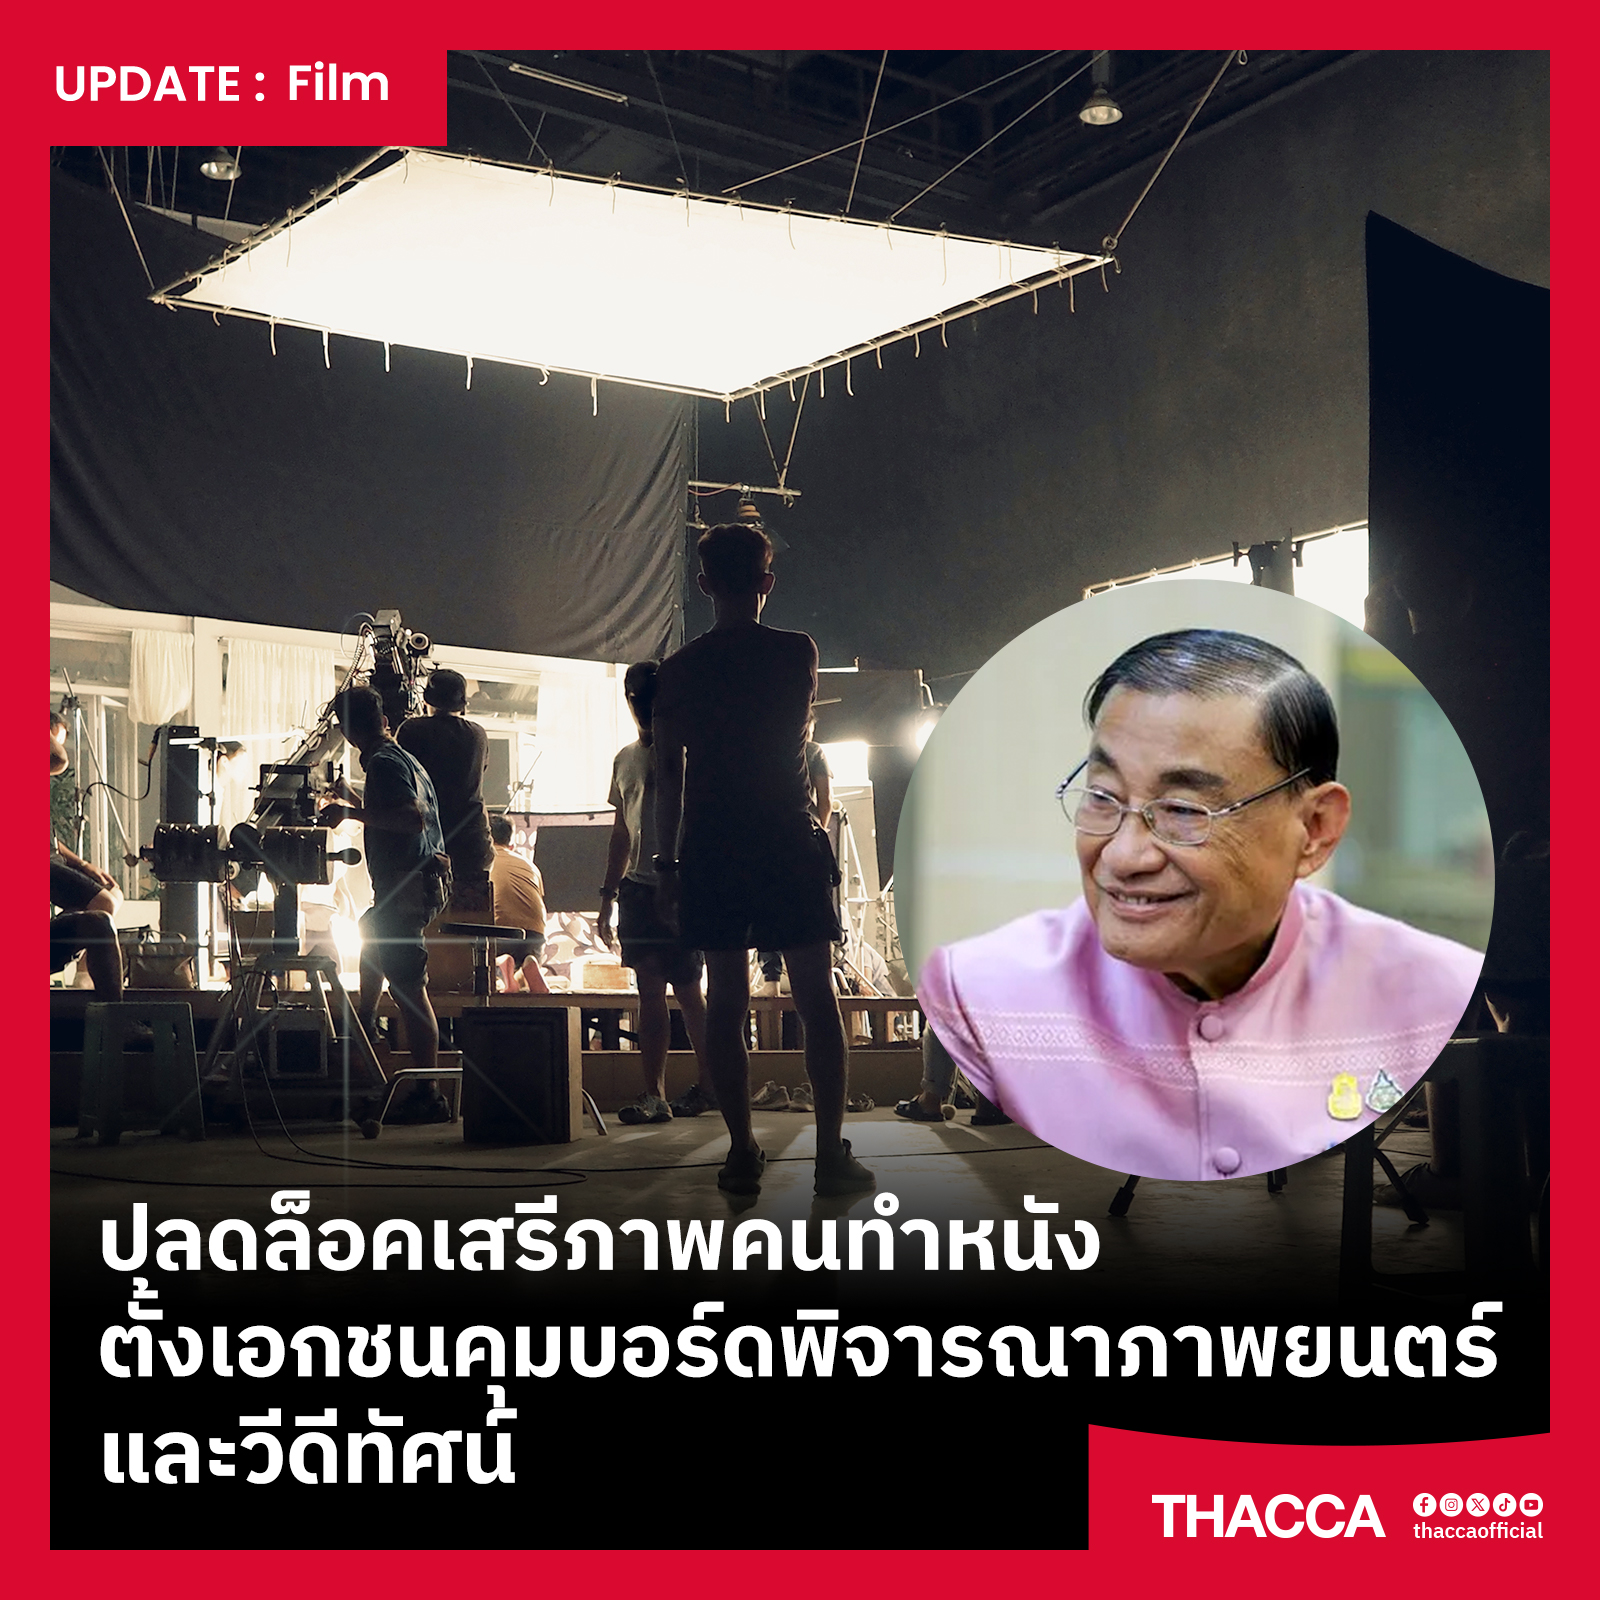 UPDATE : Film
ปลดล็อคเสรีภาพคนทำหนัง
ตั้งเอกชนคุมบอร์ดพิจารณาภาพยนตร์
และวีดีทัศน์
THACCA
thaccaofficial